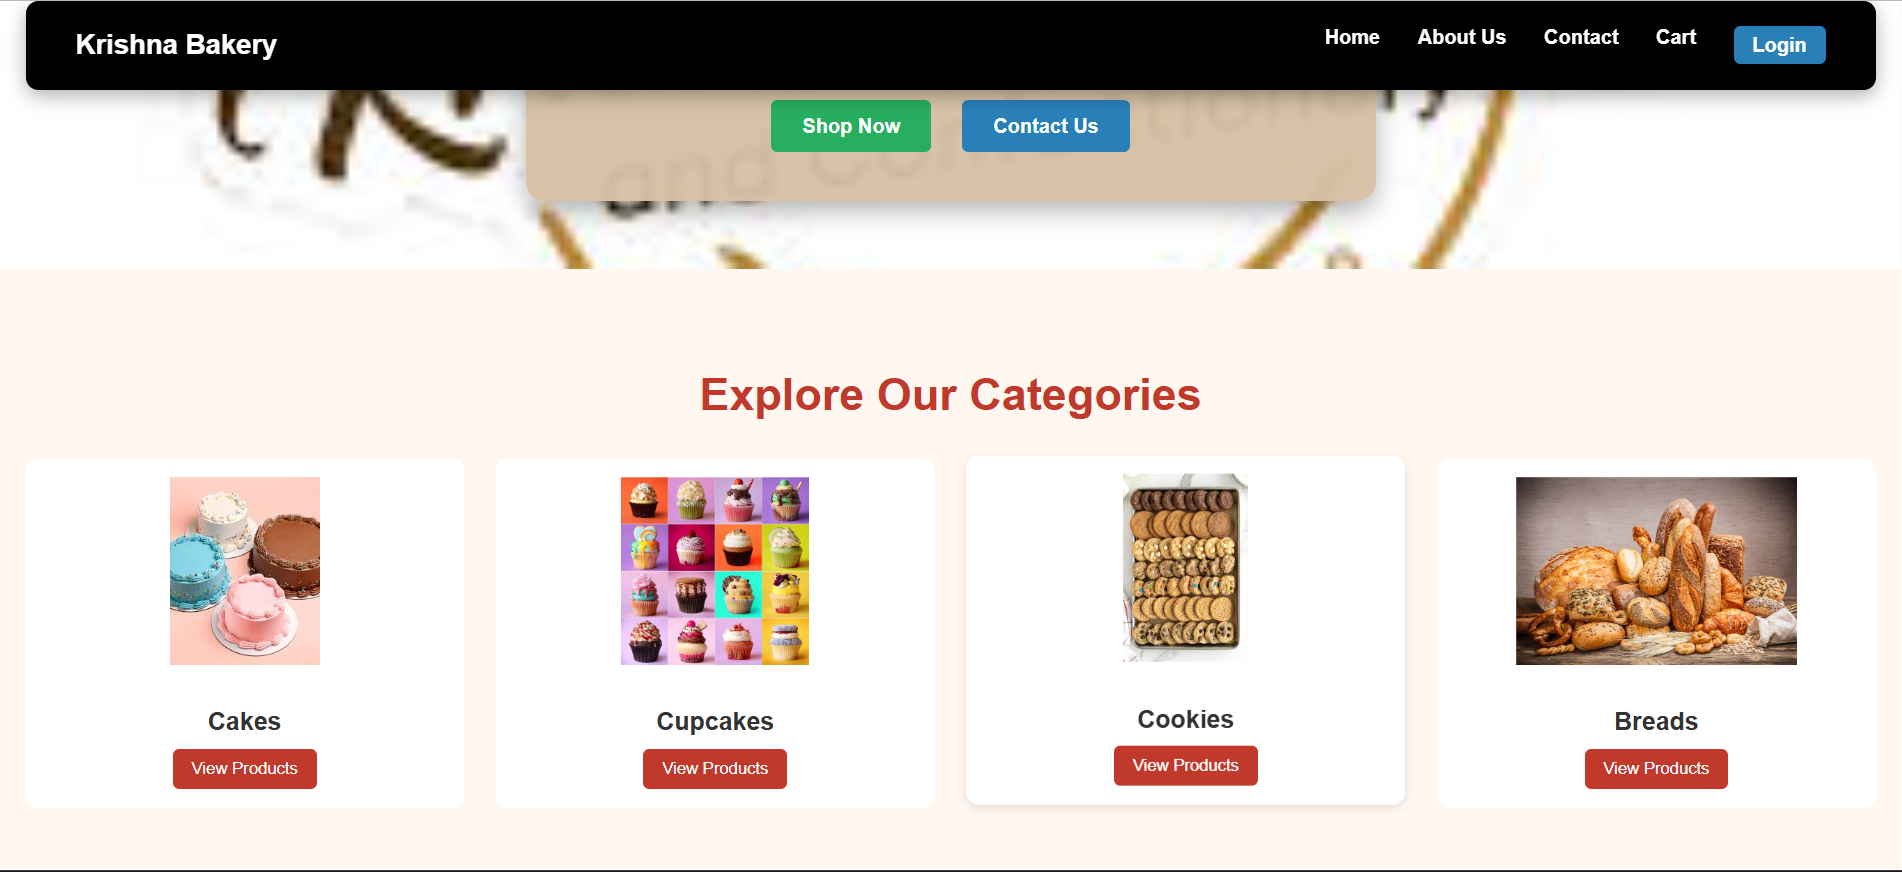 Krishna Bakery
Home About Us Contact Cart Login
Shop Now Contact Us
and
Explore Our Categories
Cakes Cupcakes Cookies Breads
View Products View Products View Products View Products